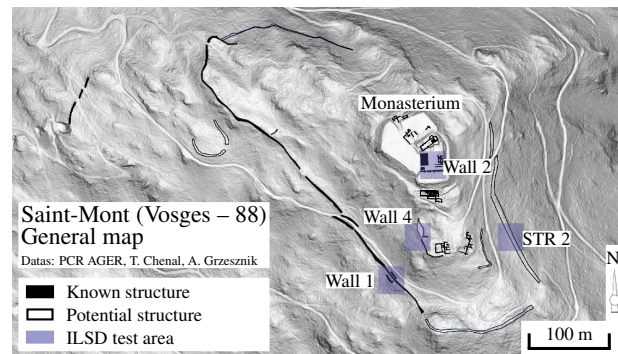 Monasterium
Wall 2
Wall 4
STR 2
Wall 1
Saint-Mont (Vosges – 88)
General map
Datas: PCR AGER, T. Chenal, A. Grzesznik
Known structure
Potential structure
ILSD test area
N
100 m